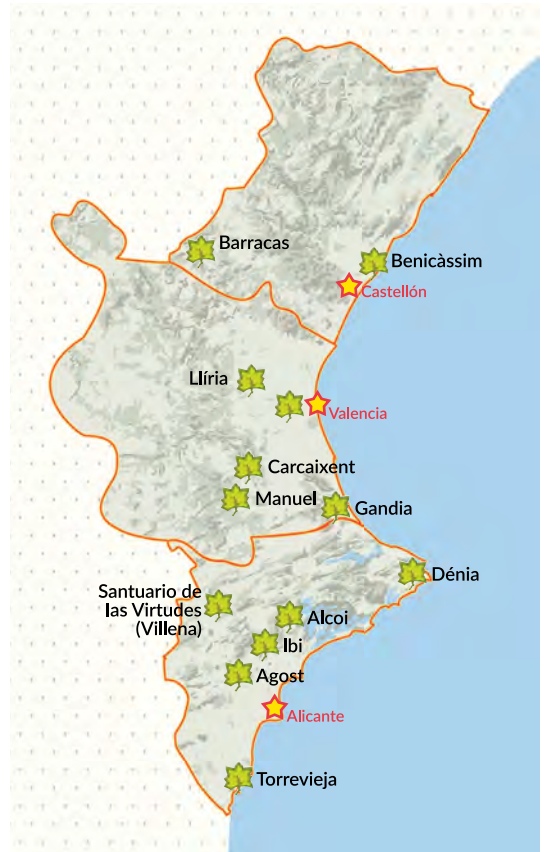 Barracas
Benicàssim
Castellón
Llíria
Valencia
Carcaixent
Manuel
Gandia
Dénia
Santuario de
las Virtudes
(Villena)
Alcoi
Ibi
Agost
Alicante
Torrevieja